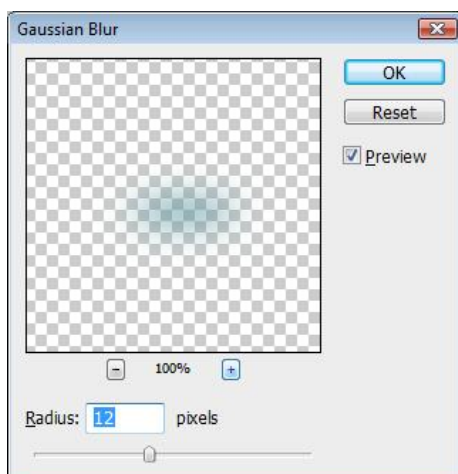 Gaussian Blur
OK
Reset
Preview
100%
Radius: 12 pixels